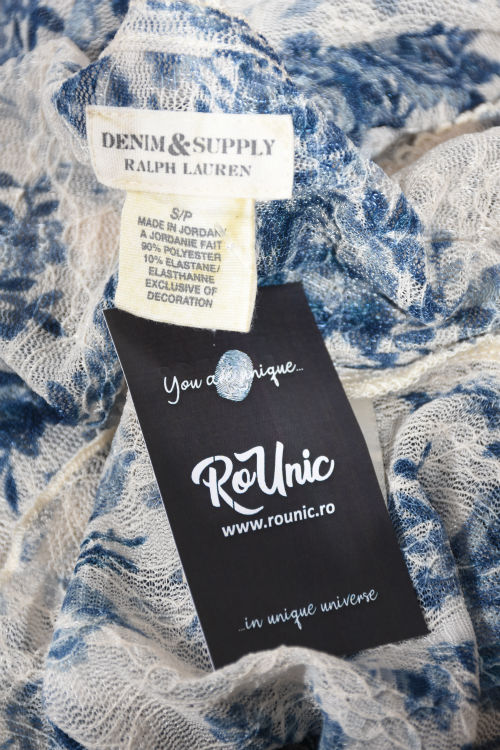 DENIM&SUPPLY
RALPH LAUREN
S/P
MADE IN JORDAN/
A JORDANIE FAIT
90% POLYESTER
10% ELASTANE/
ELASTHANNE
EXCLUSIVE OF
DECORATION
You are unique...
RoUnic
www.rounic.ro
...in unique universe